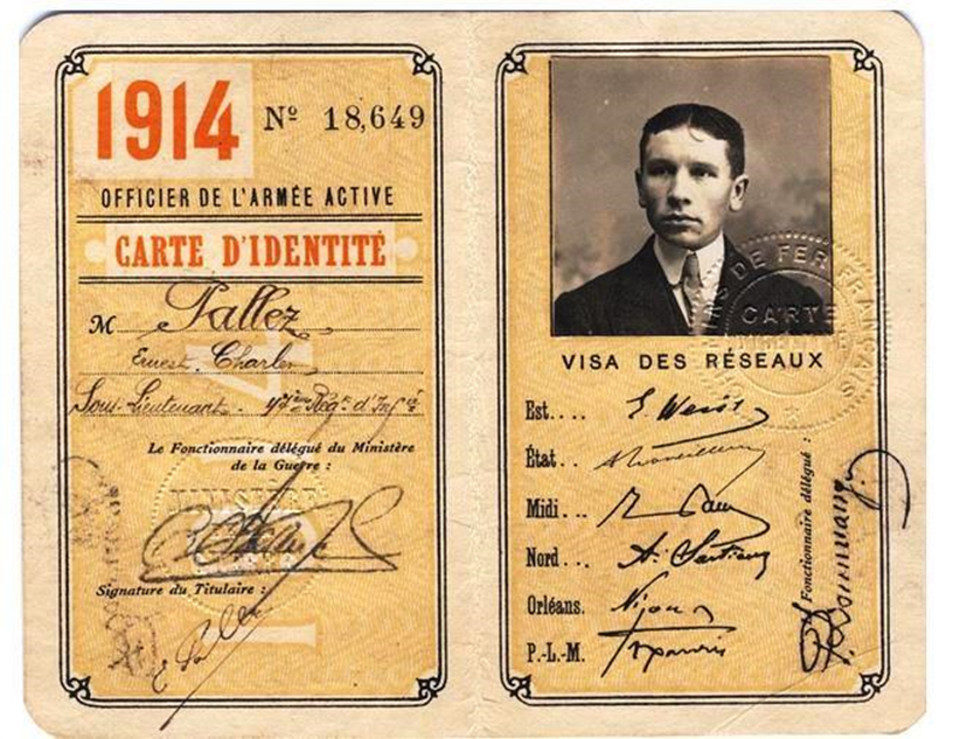 1914 Nº 18,649
OFFICIER DE L'ARMÉE ACTIVE
CARTE D'IDENTITÉ
M Tallez
Ernest Charles
Sous-Lieutenant. 47ème Régt d'Infie
Le Fonctionnaire délégué du Ministère
de la Guerre :
MINISTÈRE
Signature du Titulaire :
DE FER FRANÇAIS
CARTE
VISA DES RÉSEAUX
Est....
État..
Midi...
Nord...
Orléans.
P.-L.-M.
Fonctionnaire délégué :